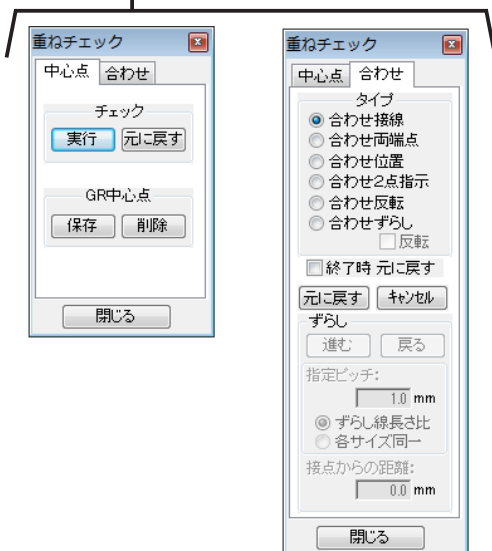 重ねチェック
中心点 合わせ
チェック
実行 元に戻す
GR中心点
保存 削除
閉じる
重ねチェック
中心点 合わせ
タイプ
合わせ接線
合わせ両端点
合わせ位置
合わせ2点指示
合わせ反転
合わせずらし
反転
終了時 元に戻す
元に戻す キャンセル
ずらし
進む 戻る
指定ピッチ:
1.0 mm
ずらし線長さ比
各サイズ同一
接点からの距離:
0.0 mm
閉じる